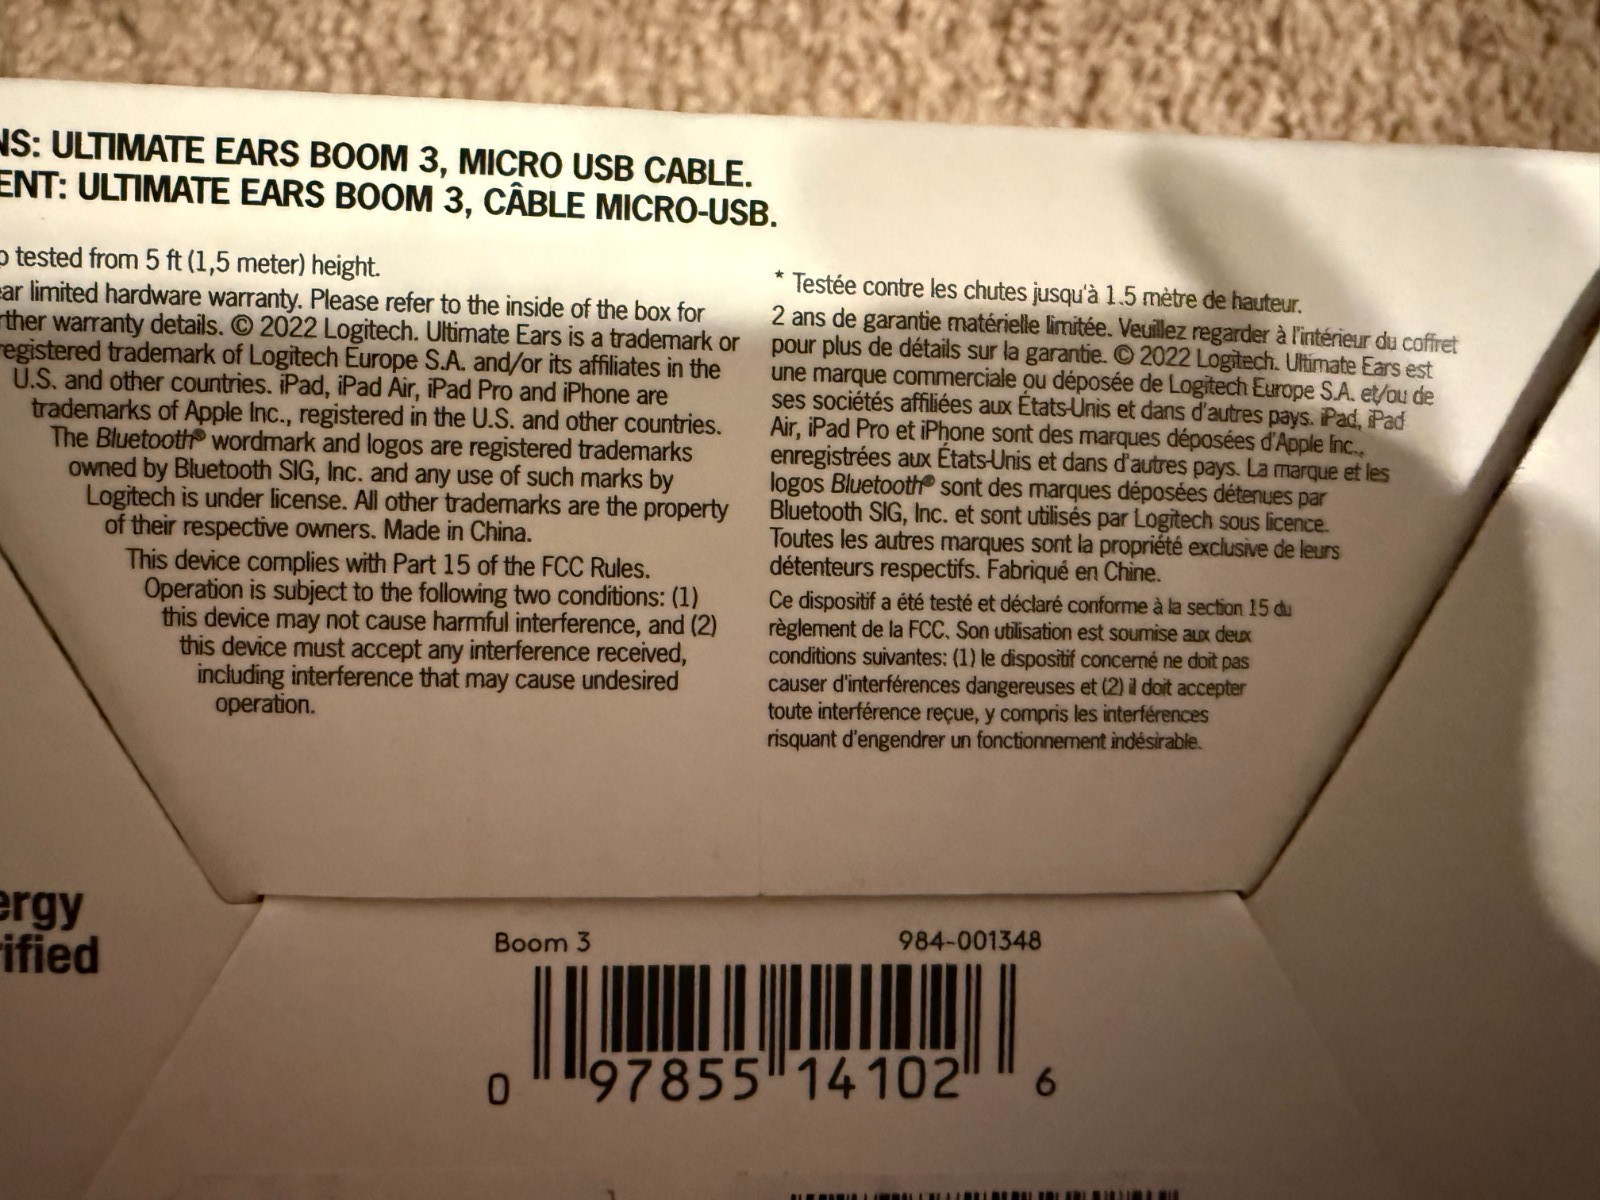 NS: ULTIMATE EARS BOOM 3, MICRO USB CABLE.
ENT: ULTIMATE EARS BOOM 3, CÂBLE MICRO-USB.
p tested from 5 ft (1,5 meter) height.
ear limited hardware warranty. Please refer to the inside of the box for
rther warranty details. © 2022 Logitech. Ultimate Ears is a trademark or
registered trademark of Logitech Europe S.A. and/or its affiliates in the
U.S. and other countries. iPad, iPad Air, iPad Pro and iPhone are
trademarks of Apple Inc., registered in the U.S. and other countries.
The Bluetooth® wordmark and logos are registered trademarks
owned by Bluetooth SIG, Inc. and any use of such marks by
Logitech is under license. All other trademarks are the property
of their respective owners. Made in China.
This device complies with Part 15 of the FCC Rules.
Operation is subject to the following two conditions: (1)
this device may not cause harmful interference, and (2)
this device must accept any interference received,
including interference that may cause undesired
operation.
* Testée contre les chutes jusqu'à 1.5 mètre de hauteur.
2 ans de garantie matérielle limitée. Veuillez regarder à l'intérieur du coffret
pour plus de détails sur la garantie. © 2022 Logitech. Ultimate Ears est
une marque commerciale ou déposée de Logitech Europe S.A. et/ou de
ses sociétés affiliées aux États-Unis et dans d'autres pays. iPad, iPad
Air, iPad Pro et iPhone sont des marques déposées d'Apple Inc.,
enregistrées aux États-Unis et dans d'autres pays. La marque et les
logos Bluetooth® sont des marques déposées détenues par
Bluetooth SIG, Inc. et sont utilisés par Logitech sous licence.
Toutes les autres marques sont la propriété exclusive de leurs
détenteurs respectifs. Fabriqué en Chine.
Ce dispositif a été testé et déclaré conforme à la section 15 du
règlement de la FCC. Son utilisation est soumise aux deux
conditions suivantes: (1) le dispositif concerné ne doit pas
causer d'interférences dangereuses et (2) il doit accepter
toute interférence reçue, y compris les interférences
risquant d'engendrer un fonctionnement indésirable.
ergy
ified
Boom 3 984-001348
0 97855 14102 6